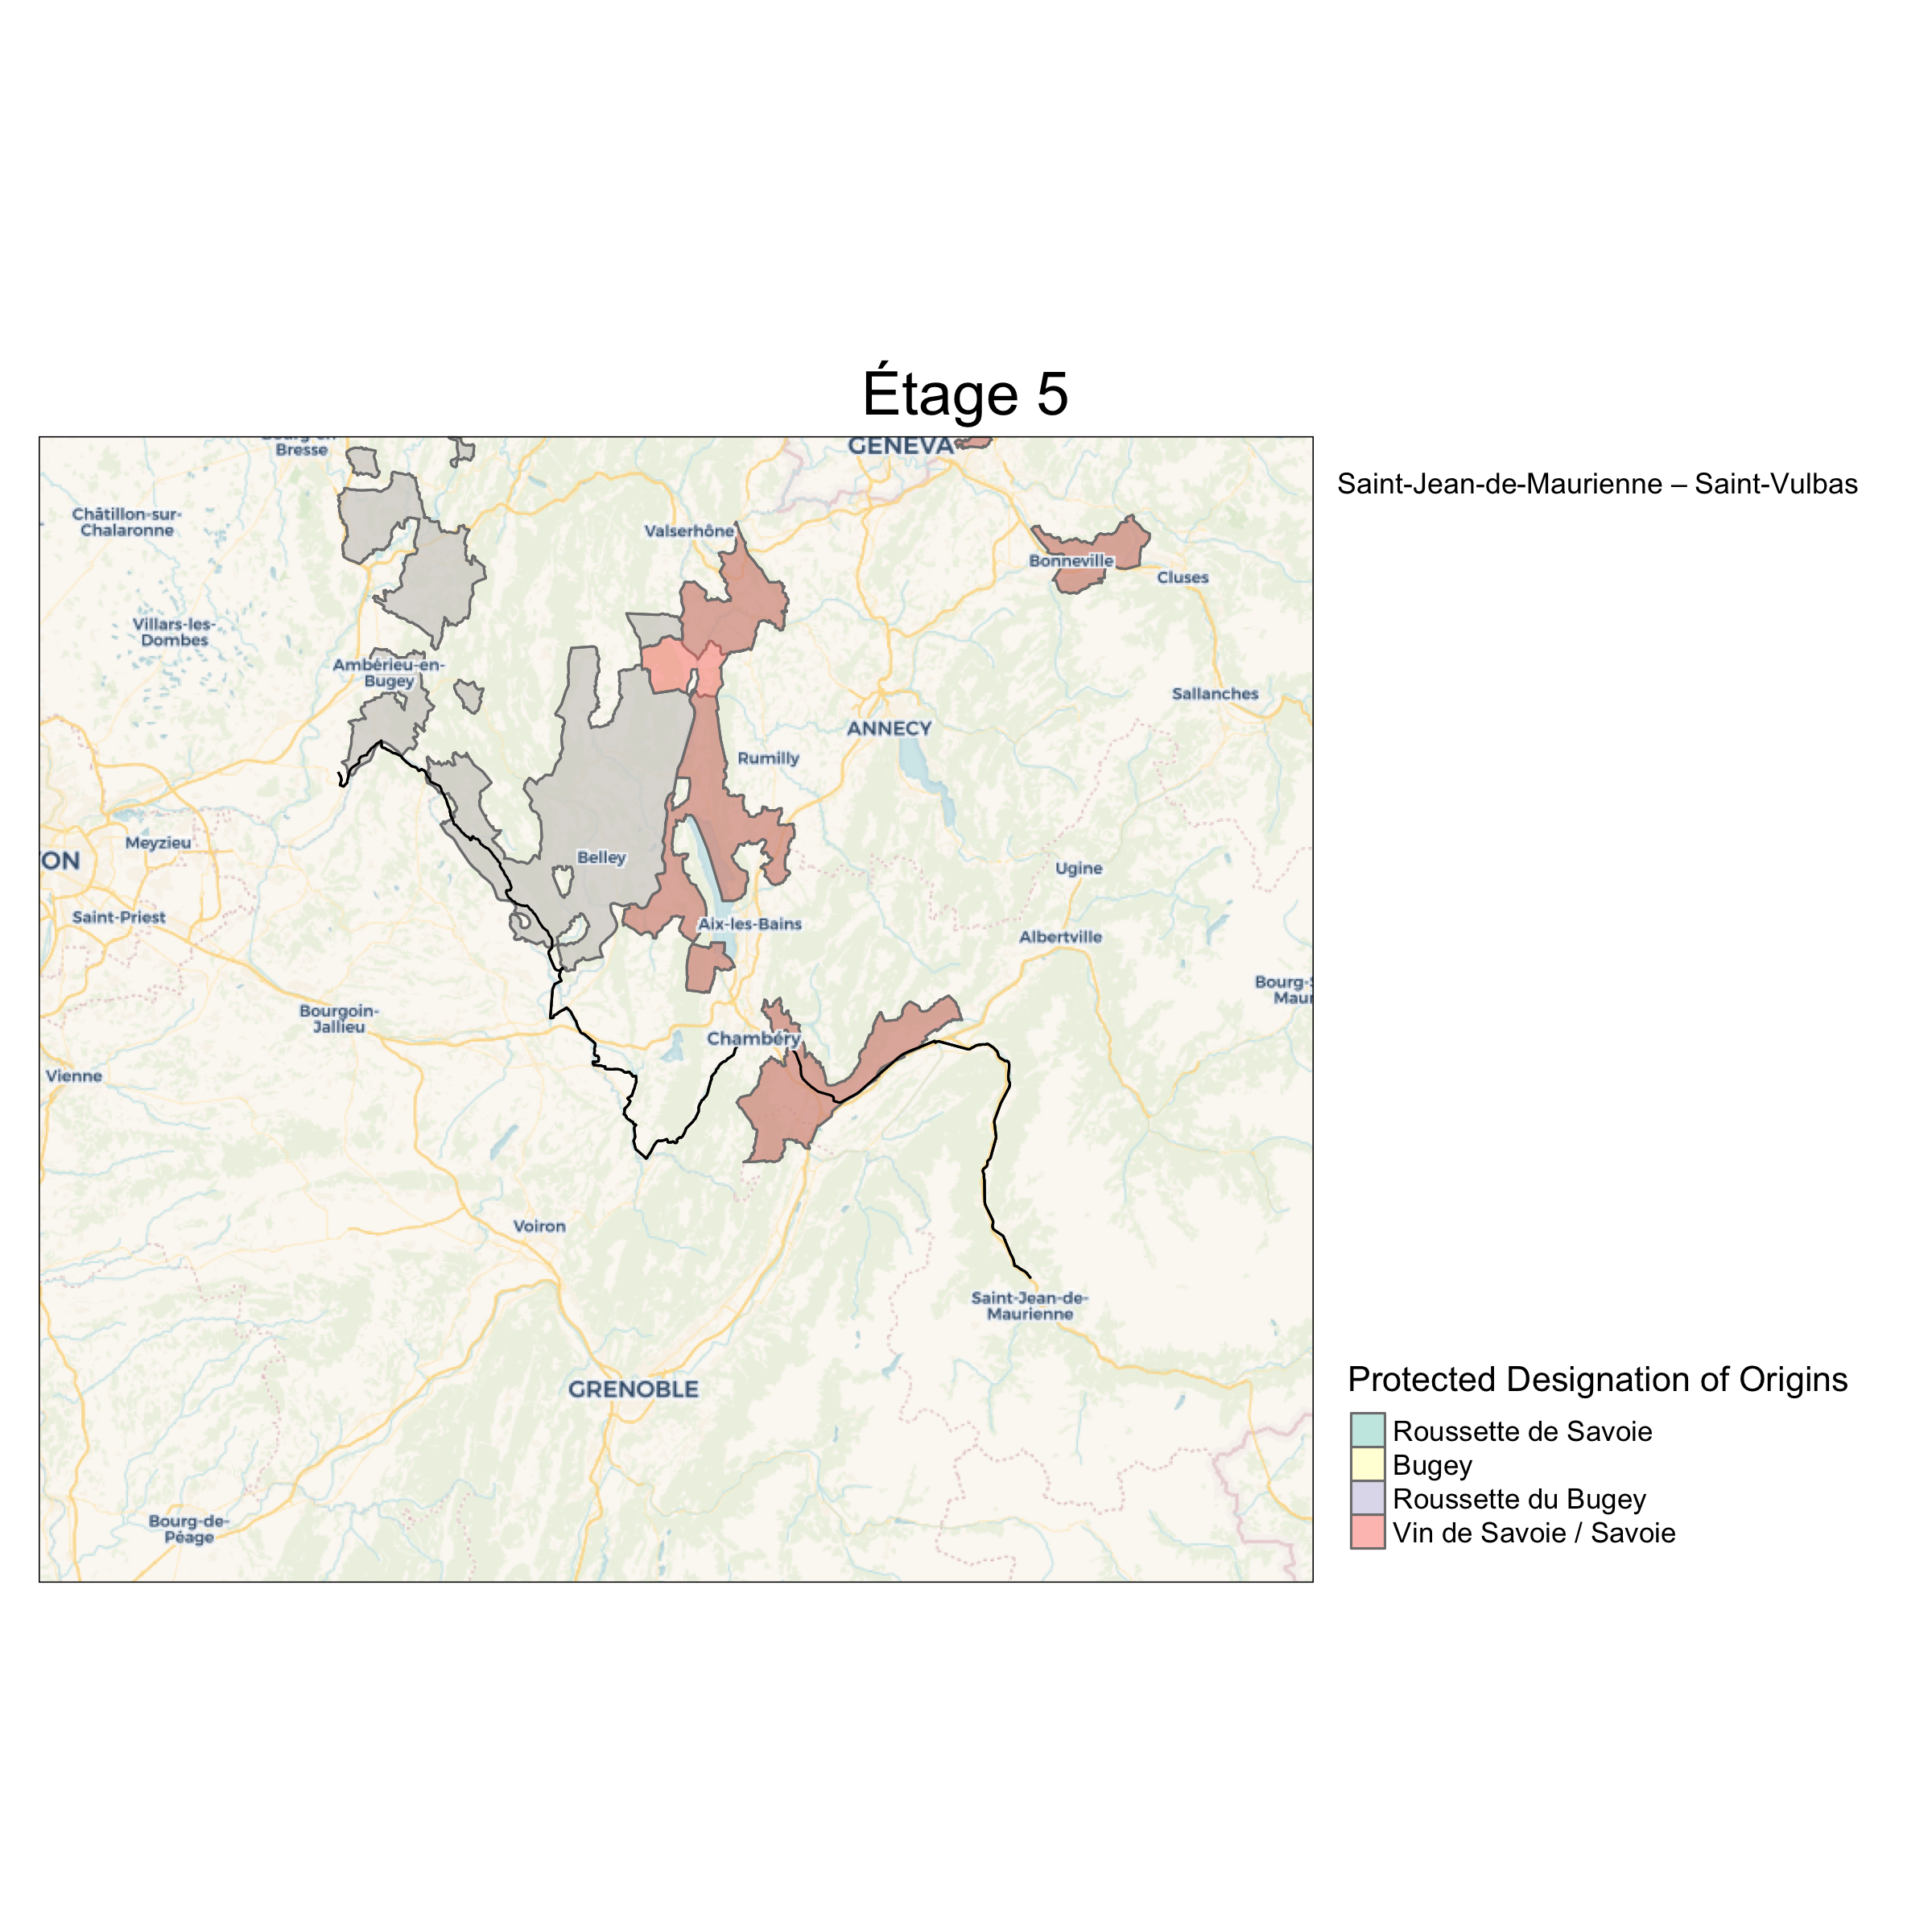 Étage 5
Saint-Jean-de-Maurienne – Saint-Vulbas
Bresse
GENEVA
Châtillon-sur-
Chalaronne
Valserhône
Bonneville
Cluses
Villars-les-
Dombes
Ambérieu-en-
Bugey
Sallanches
ANNECY
Rumilly
Meyzieu
YON
Belley
Ugine
Saint-Priest
Aix-les-Bains
Albertville
Bourg-
Mau
Bourgoin-
Jallieu
Chambéry
Vienne
Voiron
Saint-Jean-de-
Maurienne
GRENOBLE
Bourg-de-
Péage
Protected Designation of Origins
Roussette de Savoie
Bugey
Roussette du Bugey
Vin de Savoie / Savoie